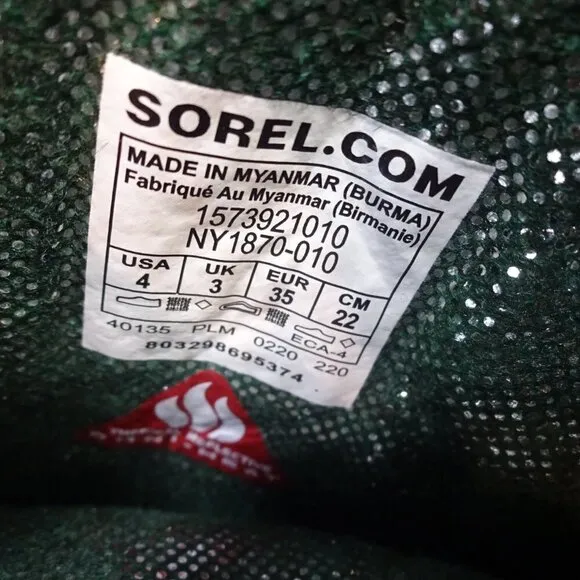 SOREL.COM
MADE IN MYANMAR (BURMA)
Fabriqué Au Myanmar (Birmanie)
1573921010
NY1870-010
USA UK EUR CM
4 3 35 22
ECA-4
40135 PLM 0220 220
803298695374